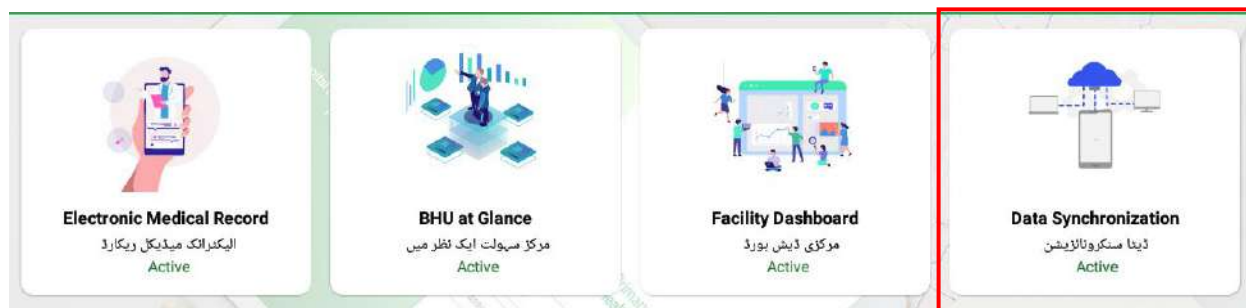 Electronic Medical Record
الیکٹرانک میڈیکل ریکارڈ
Active
BHU at Glance
مرکز سہولت ایک نظر میں
Active
Facility Dashboard
مرکزی ڈیش بورڈ
Active
Data Synchronization
ڈیٹا سنکرونائزیشن
Active